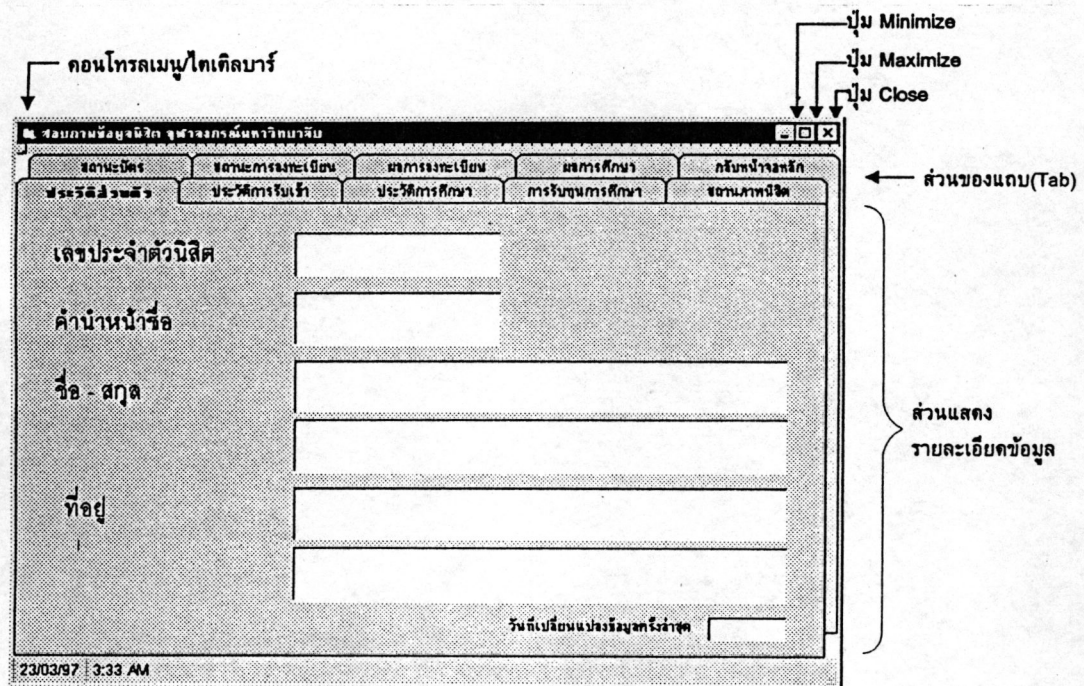 ปุ่ม Minimize
คอนโทรลเมนู/ไตเติลบาร์
ปุ่ม Maximize
ปุ่ม Close
สอบถามข้อมูลนิสิต จุฬาลงกรณ์มหาวิทยาลัย
สถานะบัตร สถานะการลงทะเบียน ผลการลงทะเบียน ผลการศึกษา กลับหน้าจอหลัก
ส่วนของแถบ(Tab)
ประวัติส่วนตัว ประวัติการรับเข้า ประวัติการศึกษา การรับทุนการศึกษา สถานภาพนิสิต
เลขประจำตัวนิสิต
คำนำหน้าชื่อ
ชื่อ - สกุล
ส่วนแสดง
รายละเอียดข้อมูล
ที่อยู่
วันที่เปลี่ยนแปลงข้อมูลครั้งล่าสุด
23/03/97 3:33 AM